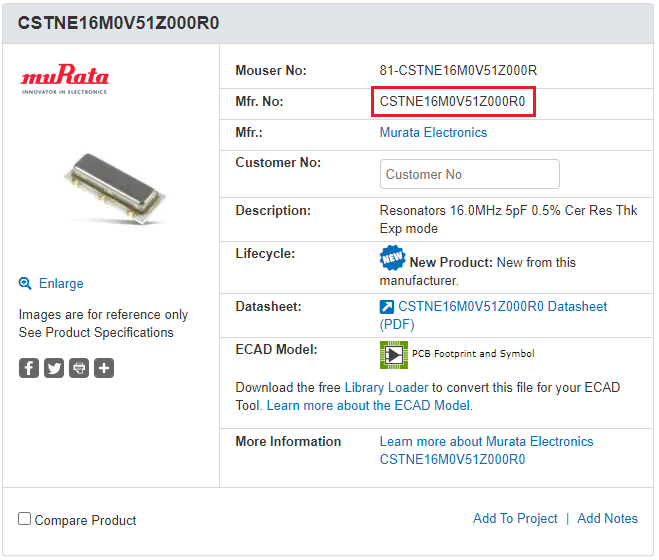 CSTNE16M0V51Z000R0
muRata
INNOVATOR IN ELECTRONICS
Enlarge
Images are for reference only
See Product Specifications
Mouser No: 81-CSTNE16M0V51Z000R
Mfr. No: CSTNE16M0V51Z000R0
Mfr.: Murata Electronics
Customer No: Customer No
Description: Resonators 16.0MHz 5pF 0.5% Cer Res Thk
Exp mode
Lifecycle: NEW New Product: New from this
manufacturer.
Datasheet: CSTNE16M0V51Z000R0 Datasheet
(PDF)
ECAD Model: PCB Footprint and Symbol
Download the free Library Loader to convert this file for your ECAD
Tool. Learn more about the ECAD Model.
More Information Learn more about Murata Electronics
CSTNE16M0V51Z000R0
Compare Product
Add To Project | Add Notes